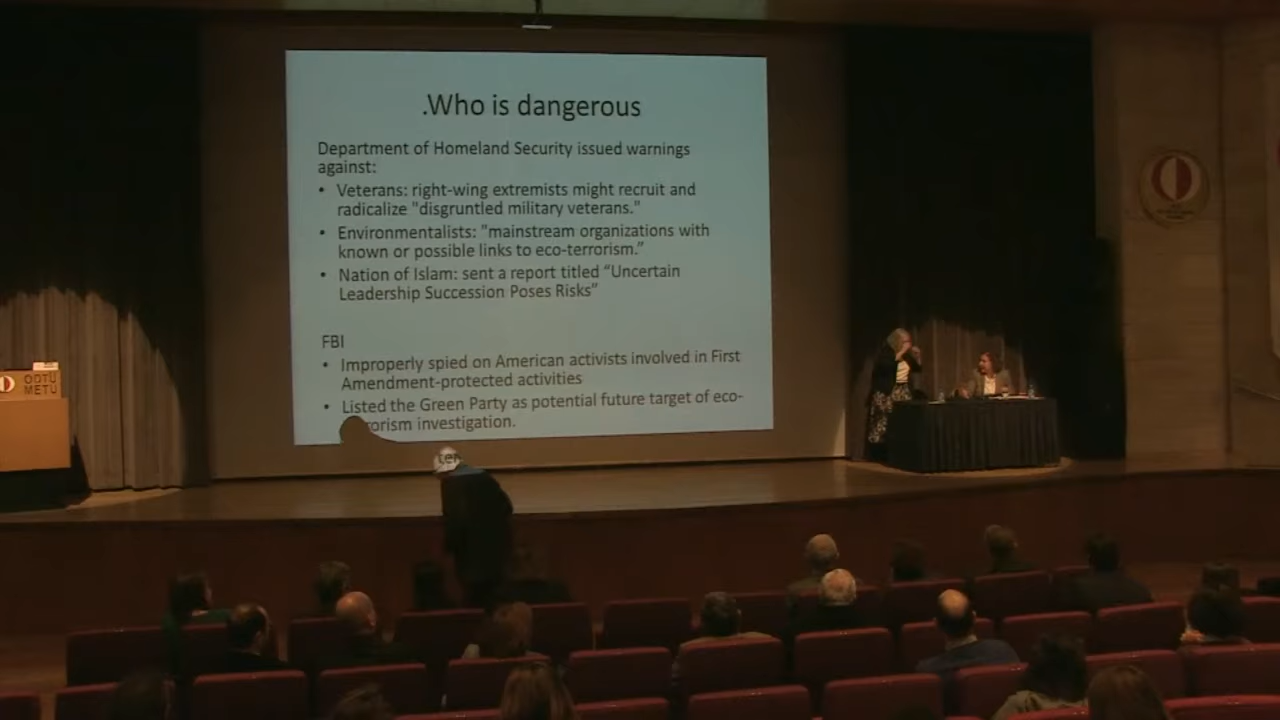 .Who is dangerous
Department of Homeland Security issued warnings
against:
• Veterans: right-wing extremists might recruit and
radicalize "disgruntled military veterans."
• Environmentalists: "mainstream organizations with
known or possible links to eco-terrorism.”
• Nation of Islam: sent a report titled “Uncertain
Leadership Succession Poses Risks”
FBI
• Improperly spied on American activists involved in First
Amendment-protected activities
• Listed the Green Party as potential future target of eco-
terrorism investigation.
ODTÜ
METU